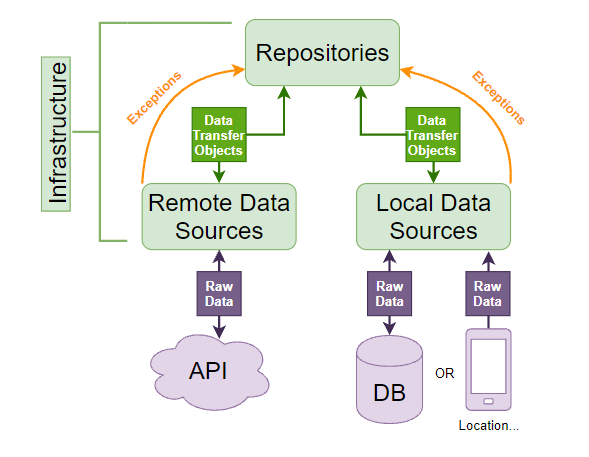 Infrastructure
Repositories
Exceptions
Exceptions
Data
Transfer
Objects
Data
Transfer
Objects
Remote Data
Sources
Local Data
Sources
Raw
Data
Raw
Data
Raw
Data
API
DB
OR
Location...